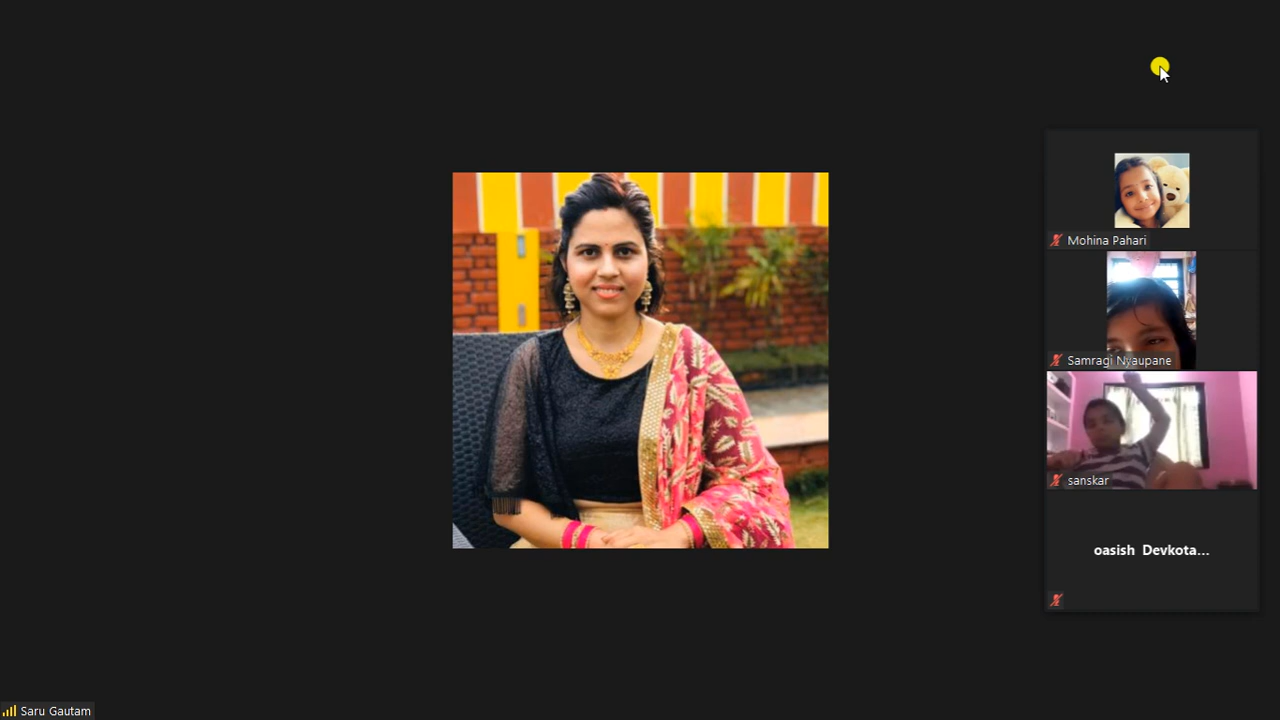 Mohina Pahari
Samragi Nyaupane
sanskar
oasish Devkota...
Saru Gautam